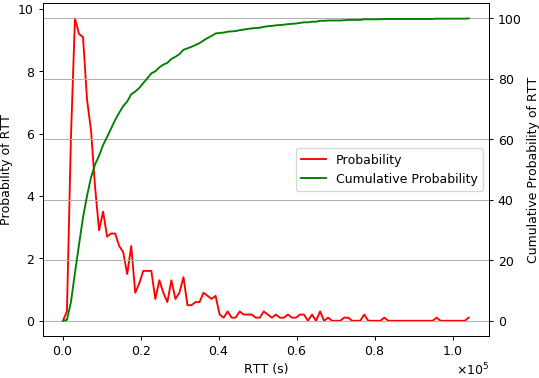 10
8
6
4
2
0
Probability of RTT
100
80
60
40
20
0
Cumulative Probability of RTT
Probability
Cumulative Probability
0.0 0.2 0.4 0.6 0.8 1.0
RTT (s)
×10⁵